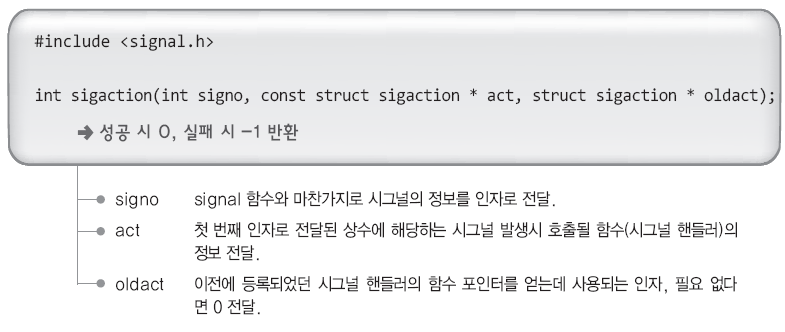 #include <signal.h>
int sigaction(int signo, const struct sigaction * act, struct sigaction * oldact);
➔ 성공 시 0, 실패 시 –1 반환
signo signal 함수와 마찬가지로 시그널의 정보를 인자로 전달.
act 첫 번째 인자로 전달된 상수에 해당하는 시그널 발생시 호출될 함수(시그널 핸들러)의
정보 전달.
oldact 이전에 등록되었던 시그널 핸들러의 함수 포인터를 얻는데 사용되는 인자, 필요 없다
면 0 전달.